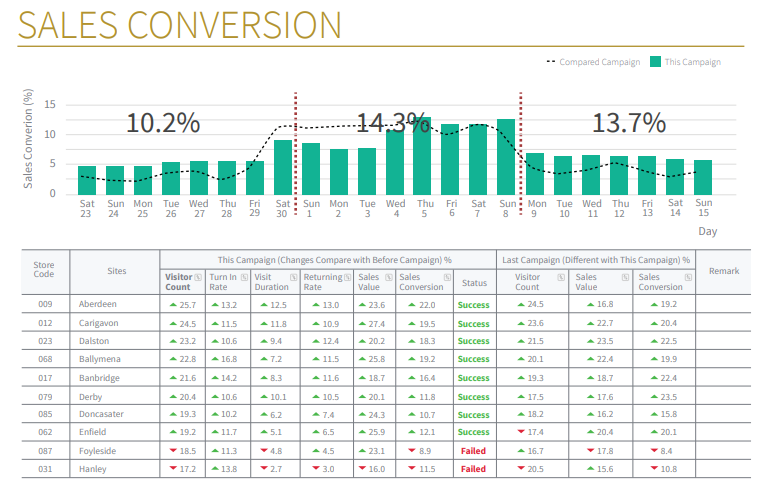 SALES CONVERSION
Compared Campaign This Campaign
Sales Converion (%)
15
10
5
0
10.2% 14.3% 13.7%
Sat 23 Sun 24 Mon 25 Tue 26 Wed 27 Thu 28 Fri 29 Sat 30 Sun 1 Mon 2 Tue 3 Wed 4 Thu 5 Fri 6 Sat 7 Sun 8 Mon 9 Tue 10 Wed 11 Thu 12 Fri 13 Sat 14 Sun 15
Day
Store Code Sites This Campaign (Changes Compare with Before Campaign) % Last Campaign (Different with This Campaign) % Remark
Visitor Count Turn In Rate Visit Duration Returning Rate Sales Value Sales Conversion Status Visitor Count Sales Value Sales Conversion
009 Aberdeen 25.7 13.2 12.5 13.0 23.6 22.0 Success 24.5 16.8 19.2
012 Carigavon 24.5 11.5 11.8 10.9 27.4 19.5 Success 23.6 22.7 20.4
023 Dalston 23.2 10.6 9.4 12.4 20.2 18.3 Success 21.5 23.5 22.5
068 Ballymena 22.8 16.8 7.2 11.5 25.8 19.2 Success 20.1 22.4 19.9
017 Banbridge 21.6 14.2 8.3 11.6 18.7 16.4 Success 19.3 18.7 22.4
079 Derby 20.4 10.6 10.1 10.5 20.1 11.8 Success 17.5 17.6 23.5
085 Doncasater 19.3 10.2 6.2 7.4 24.3 10.7 Success 18.2 16.2 15.8
062 Enfield 19.2 11.7 5.1 6.5 25.9 12.1 Success 17.4 20.4 20.1
087 Foyleside 18.5 11.3 4.8 4.5 23.1 8.9 Failed 16.7 17.8 8.4
031 Hanley 17.2 13.8 2.7 3.0 16.0 11.5 Failed 20.5 15.6 10.8